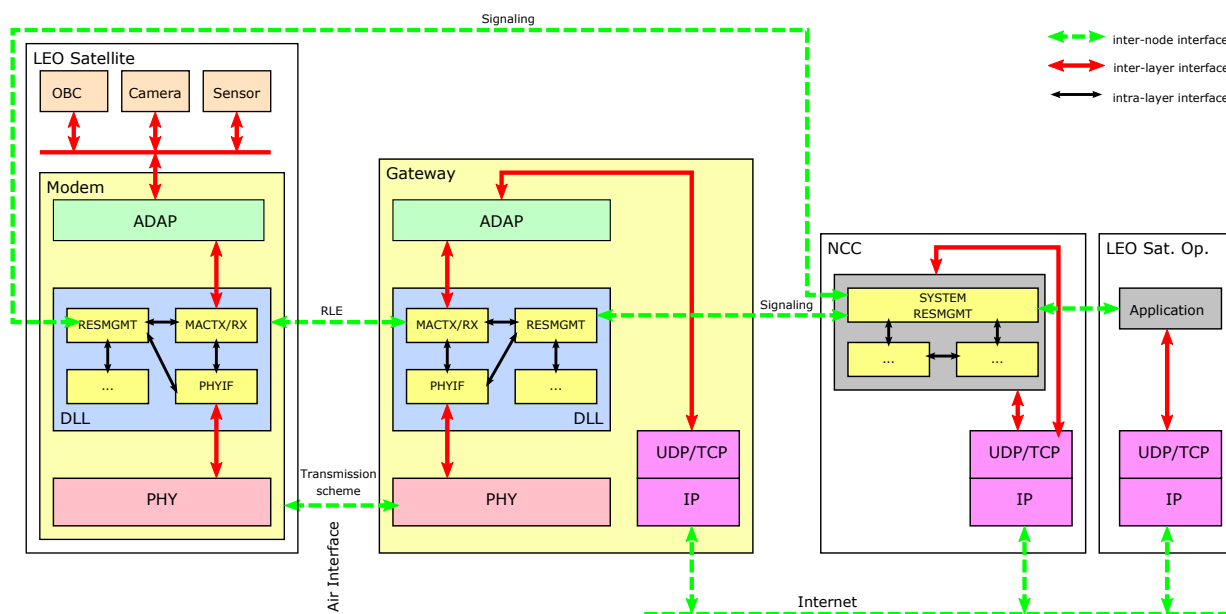 Signaling
LEO Satellite
OBC
Camera
Sensor
inter-node interface
inter-layer interface
intra-layer interface
Modem
ADAP
RESMGMT
MACTX/RX
...
PHYIF
DLL
PHY
RLE
Transmission
scheme
Air Interface
Gateway
ADAP
MACTX/RX
RESMGMT
PHYIF
...
DLL
PHY
UDP/TCP
IP
Signaling
NCC
SYSTEM
RESMGMT
...
...
UDP/TCP
IP
LEO Sat. Op.
Application
UDP/TCP
IP
Internet